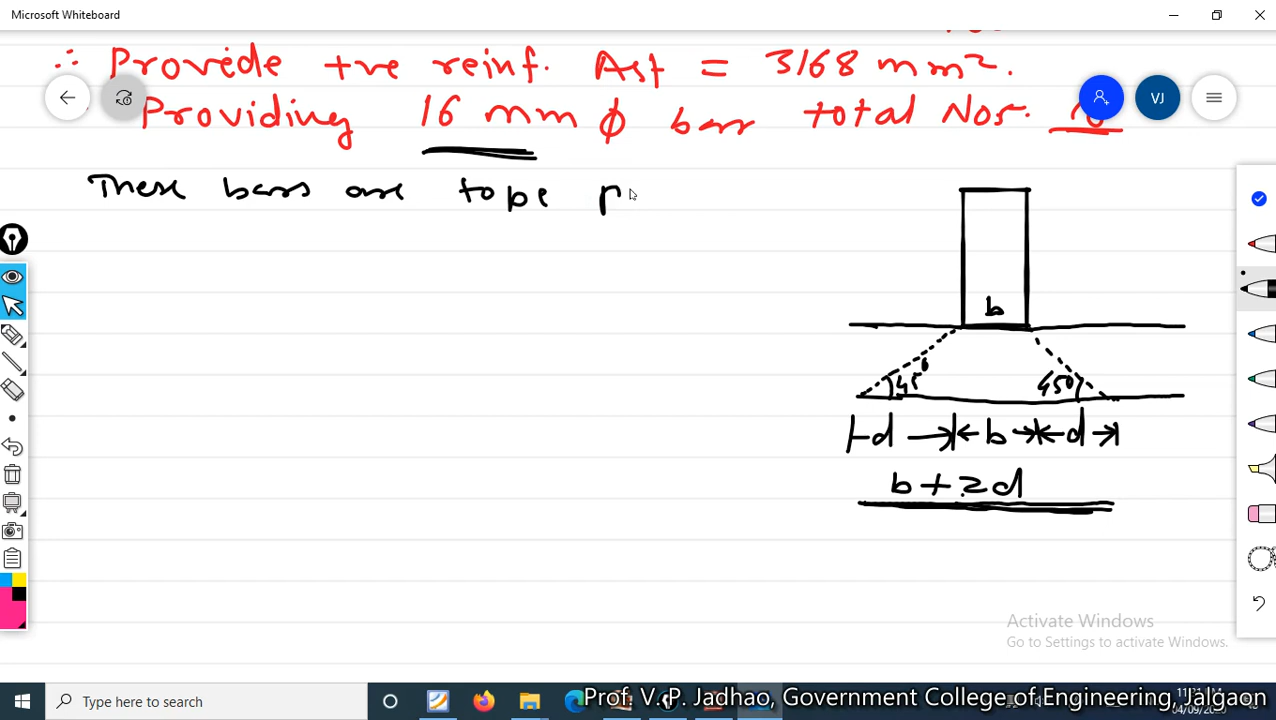 Microsoft Whiteboard
∴ Provede +ve reinf. Ast = 3168 mm².
Providing 16 mm φ bars total Nos.
VJ
These bars are to be
b
45°
45°
d b d
b + 2d
Activate Windows
Go to Settings to activate Windows.
Type here to search
Prof. V. P. Jadhao, Government College of Engineering, Jalgaon